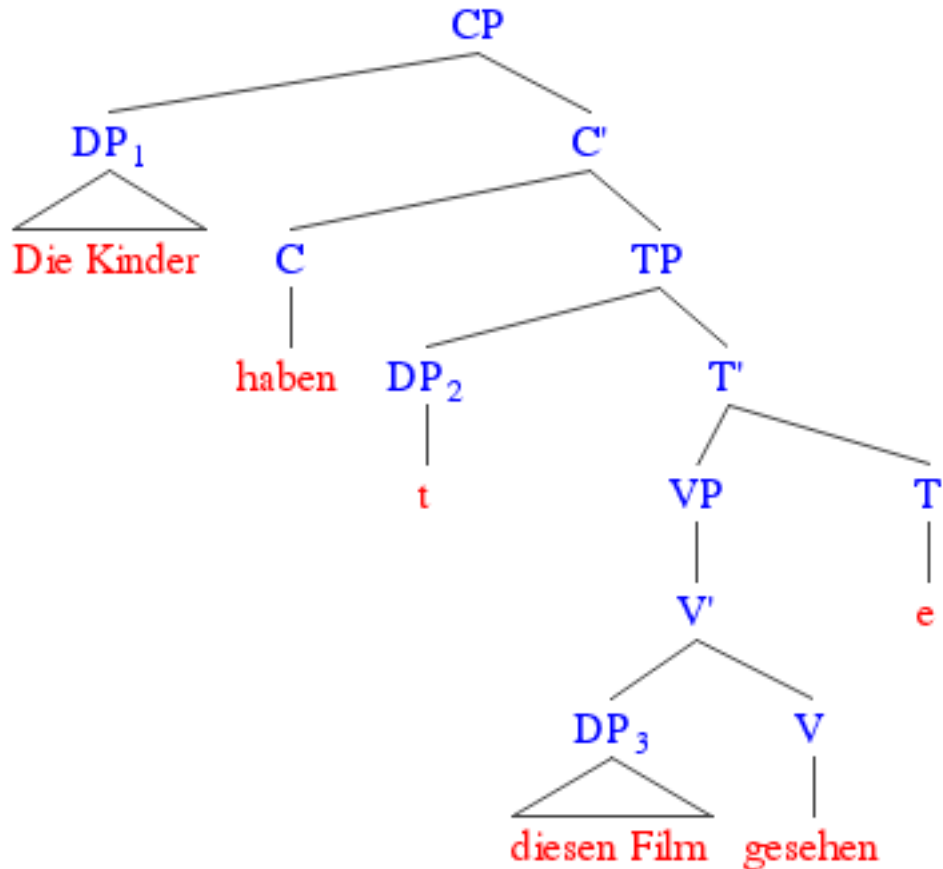 CP
DP₁ C'
Die Kinder C TP
haben DP₂ T'
t VP T
V' e
DP₃ V
diesen Film gesehen